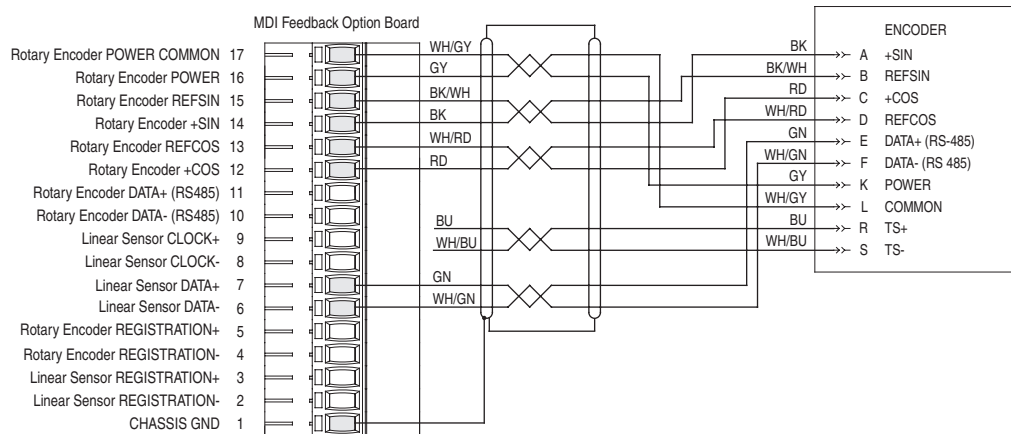 MDI Feedback Option Board
Rotary Encoder POWER COMMON 17
Rotary Encoder POWER 16
Rotary Encoder REFSIN 15
Rotary Encoder +SIN 14
Rotary Encoder REFCOS 13
Rotary Encoder +COS 12
Rotary Encoder DATA+ (RS485) 11
Rotary Encoder DATA- (RS485) 10
Linear Sensor CLOCK+ 9
Linear Sensor CLOCK- 8
Linear Sensor DATA+ 7
Linear Sensor DATA- 6
Rotary Encoder REGISTRATION+ 5
Rotary Encoder REGISTRATION- 4
Linear Sensor REGISTRATION+ 3
Linear Sensor REGISTRATION- 2
CHASSIS GND 1
WH/GY
GY
BK/WH
BK
WH/RD
RD
BU
WH/BU
GN
WH/GN
ENCODER
BK A +SIN
BK/WH B REFSIN
RD C +COS
WH/RD D REFCOS
GN E DATA+ (RS-485)
WH/GN F DATA- (RS 485)
GY K POWER
WH/GY L COMMON
BU R TS+
WH/BU S TS-